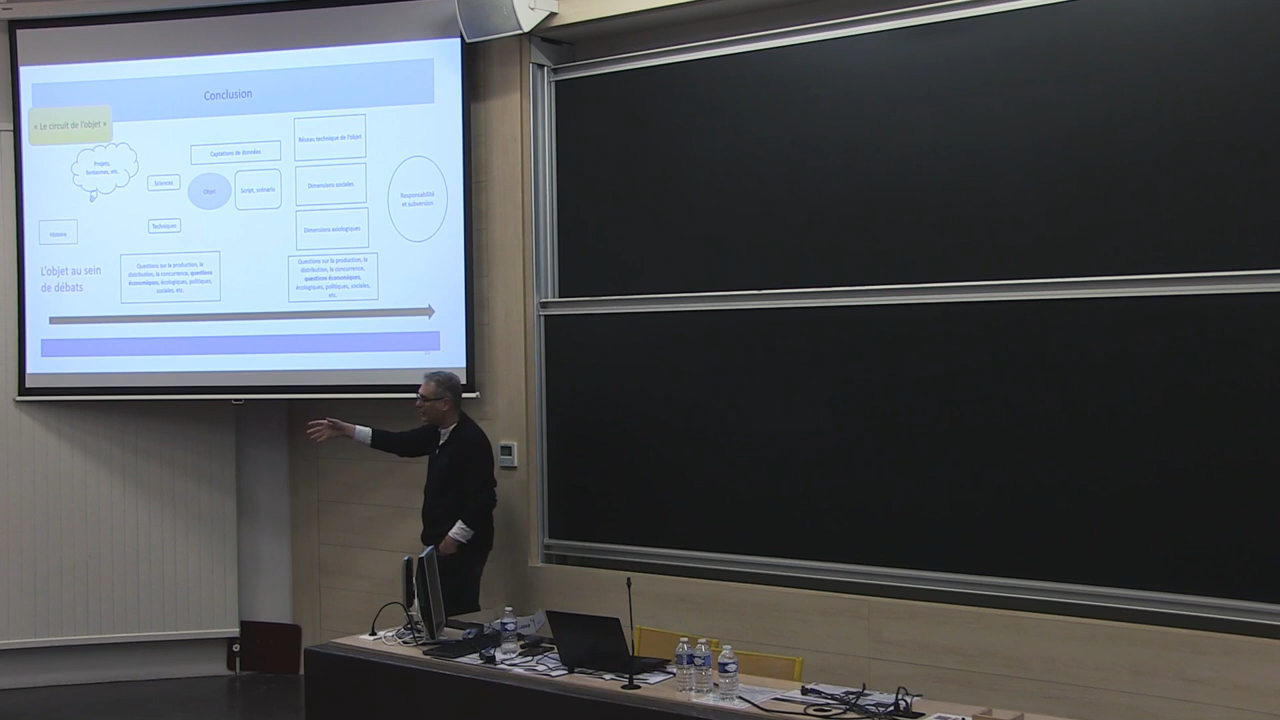 Conclusion
« Le circuit de l'objet »
Projets,
fantasmes, etc.
Histoire
Sciences
Techniques
Captations de données
Objet
Script, scénario
Réseau technique de l'objet
Dimensions sociales
Dimensions axiologiques
Responsabilité
et subversion
L'objet au sein
de débats
Questions sur la production, la
distribution, la concurrence, questions
économiques, écologiques, politiques,
sociales, etc.
Questions sur la production, la
distribution, la concurrence,
questions économiques,
écologiques, politiques, sociales,
etc.